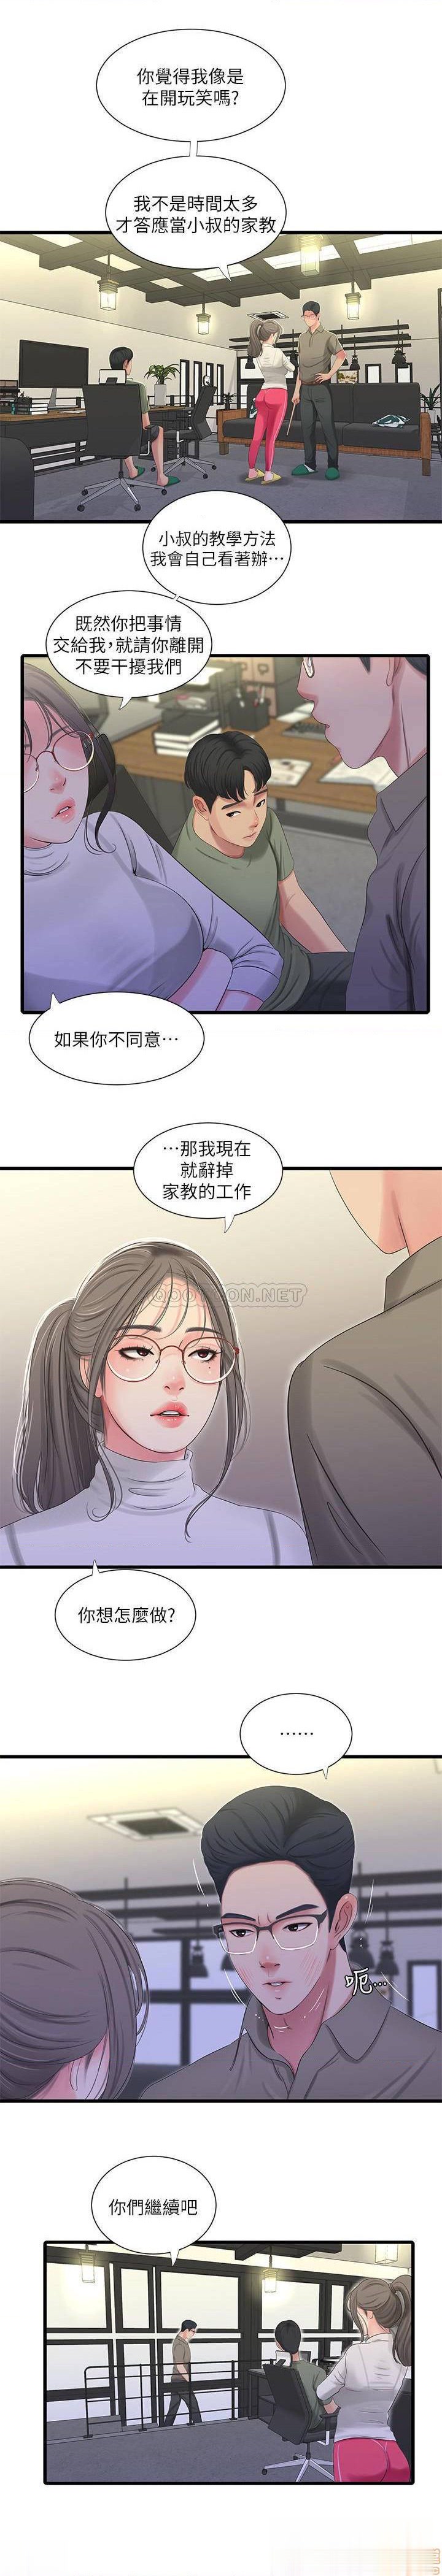 你覺得我像是
在開玩笑嗎?
我不是時間太多
才答應當小叔的家教
小叔的教學方法
我會自己看著辦…
既然你把事情
交給我,就請你離開
不要干擾我們
如果你不同意…
…那我現在
就辭掉
家教的工作
你想怎麼做?
……
呃…
你們繼續吧